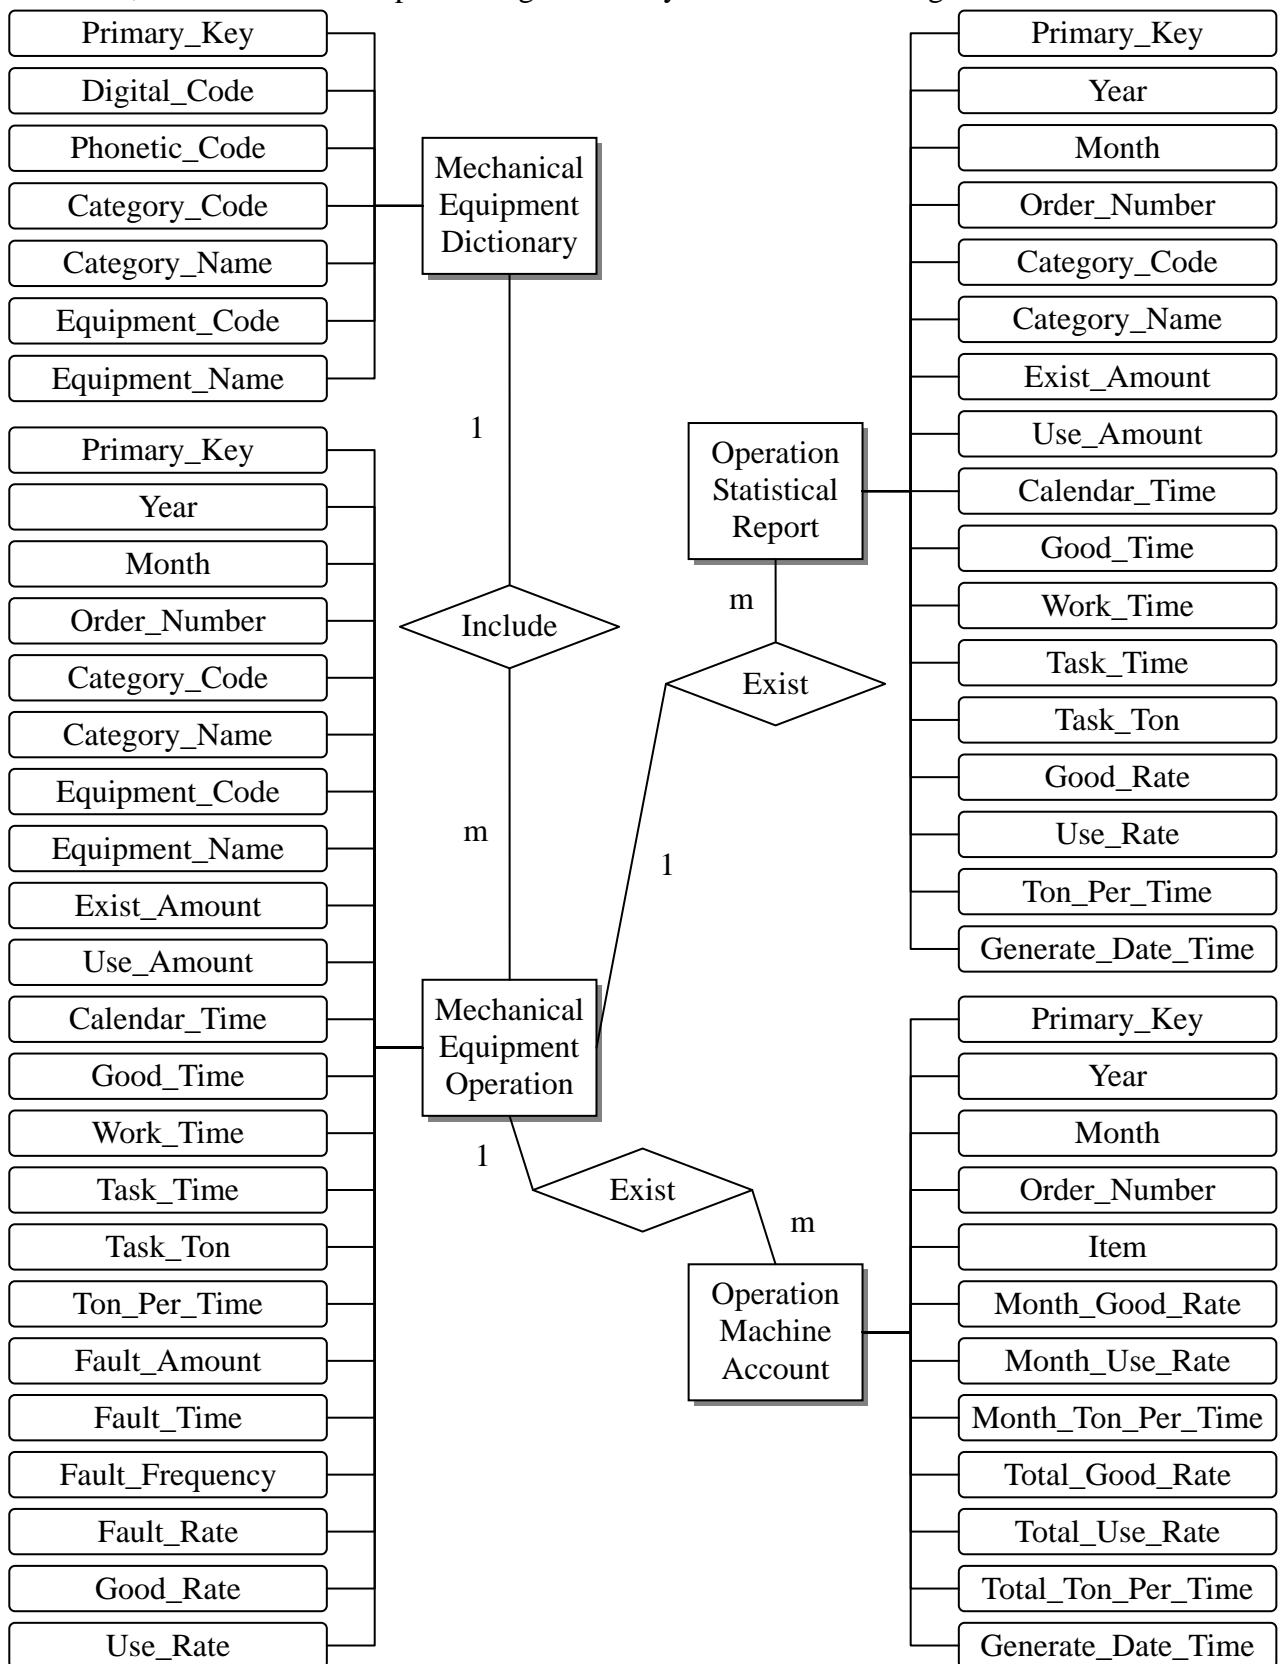 Primary_Key
Digital_Code
Phonetic_Code
Category_Code
Category_Name
Equipment_Code
Equipment_Name
Mechanical
Equipment
Dictionary
1
Include
m
Primary_Key
Year
Month
Order_Number
Category_Code
Category_Name
Equipment_Code
Equipment_Name
Exist_Amount
Use_Amount
Calendar_Time
Good_Time
Work_Time
Task_Time
Task_Ton
Ton_Per_Time
Fault_Amount
Fault_Time
Fault_Frequency
Fault_Rate
Good_Rate
Use_Rate
Mechanical
Equipment
Operation
1
Exist
m
1
Exist
m
Operation
Statistical
Report
Primary_Key
Year
Month
Order_Number
Category_Code
Category_Name
Exist_Amount
Use_Amount
Calendar_Time
Good_Time
Work_Time
Task_Time
Task_Ton
Good_Rate
Use_Rate
Ton_Per_Time
Generate_Date_Time
Operation
Machine
Account
Primary_Key
Year
Month
Order_Number
Item
Month_Good_Rate
Month_Use_Rate
Month_Ton_Per_Time
Total_Good_Rate
Total_Use_Rate
Total_Ton_Per_Time
Generate_Date_Time